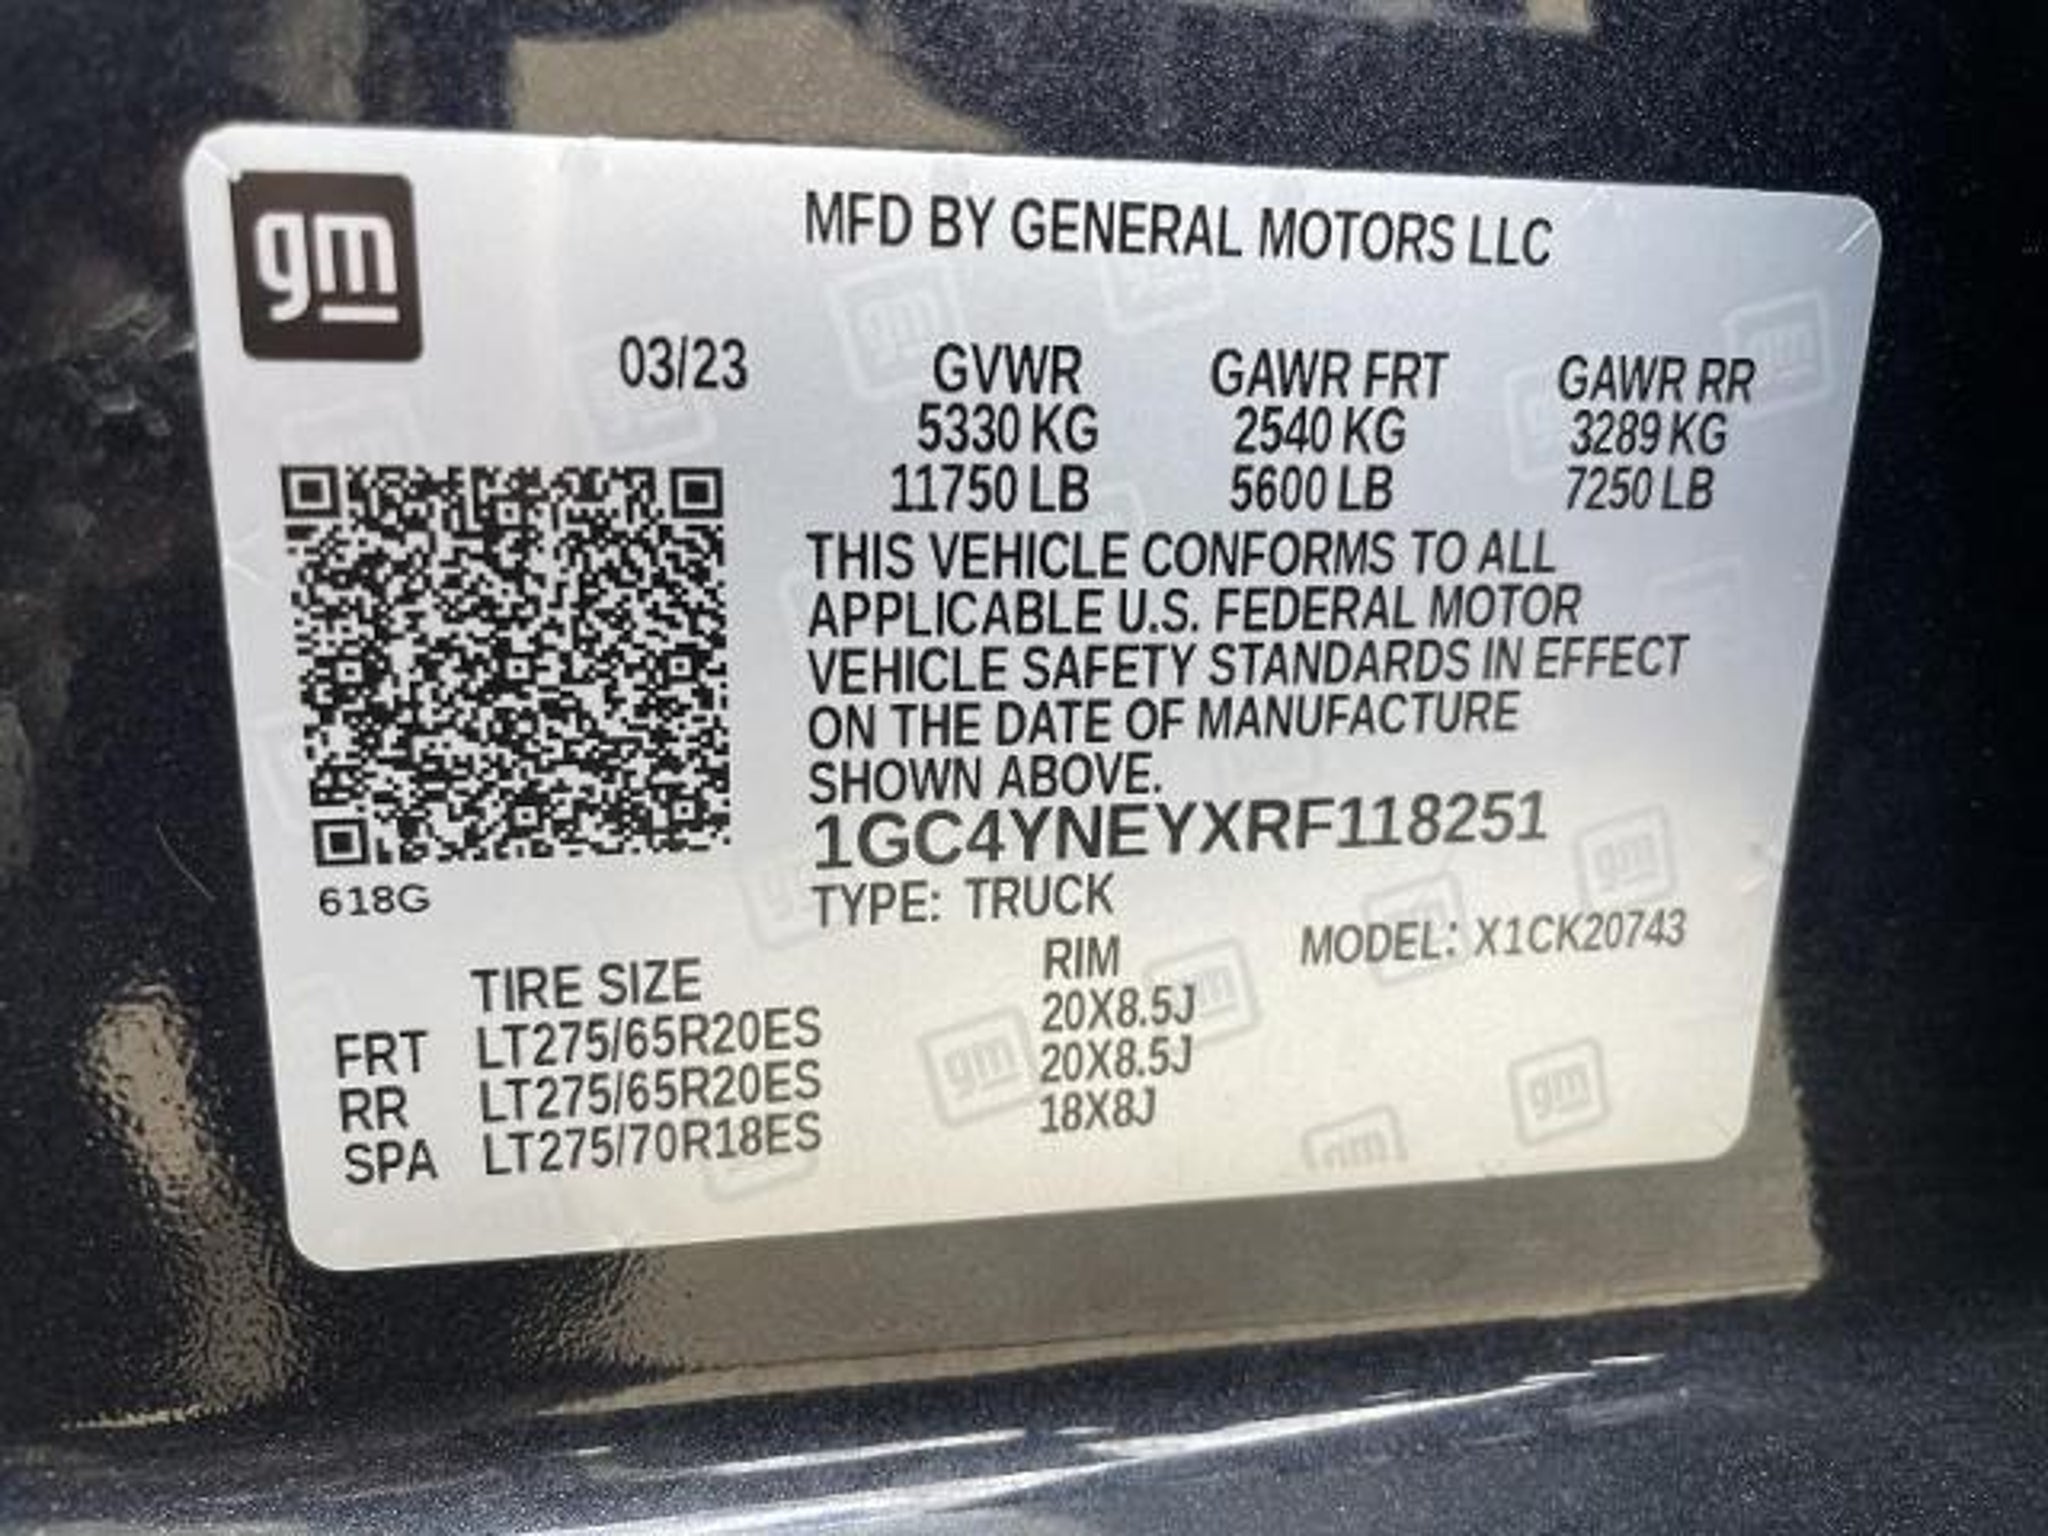 gm
MFD BY GENERAL MOTORS LLC
03/23 GVWR GAWR FRT GAWR RR
5330 KG 2540 KG 3289 KG
11750 LB 5600 LB 7250 LB
THIS VEHICLE CONFORMS TO ALL
APPLICABLE U.S. FEDERAL MOTOR
VEHICLE SAFETY STANDARDS IN EFFECT
ON THE DATE OF MANUFACTURE
SHOWN ABOVE.
1GC4YNEYXRF118251
618G
TYPE: TRUCK
MODEL: X1CK20743
TIRE SIZE RIM
FRT LT275/65R20ES 20X8.5J
RR LT275/65R20ES 20X8.5J
SPA LT275/70R18ES 18X8J